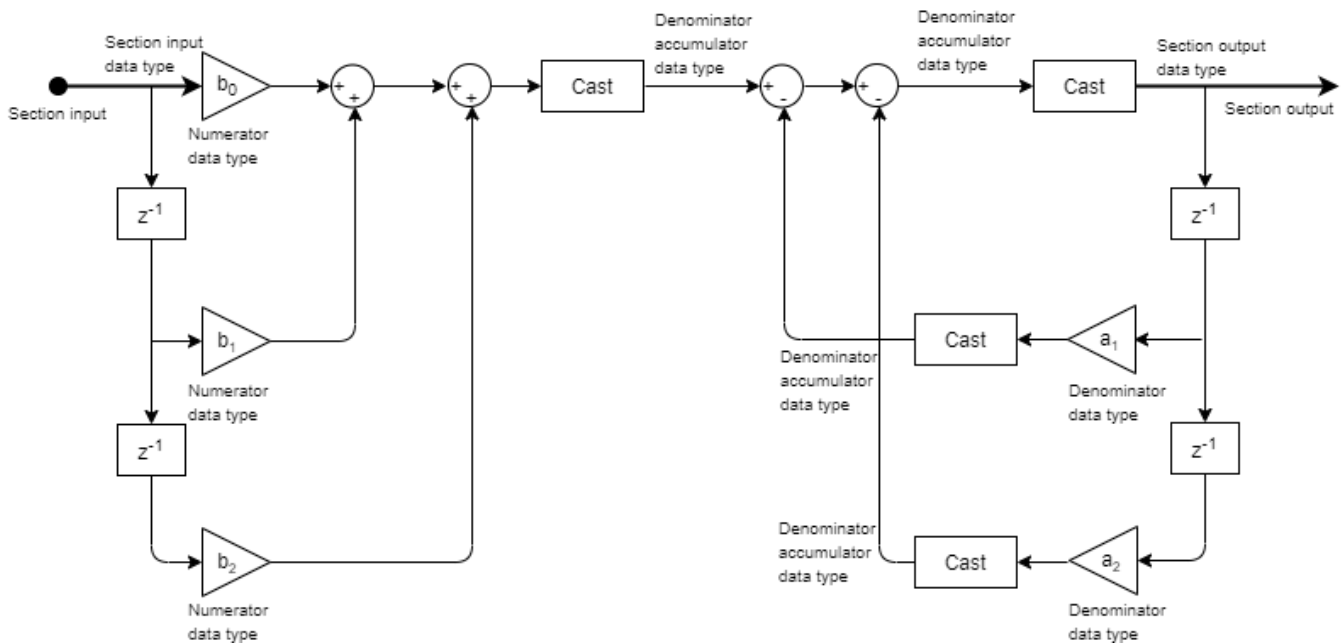 Section input
data type
Section input
b0
Numerator
data type
+
+
+
+
Cast
Denominator
accumulator
data type
+
-
+
-
Denominator
accumulator
data type
Cast
Section output
data type
Section output
z-1
z-1
b1
Numerator
data type
Denominator
accumulator
data type
Cast
a1
Denominator
data type
z-1
z-1
b2
Numerator
data type
Denominator
accumulator
data type
Cast
a2
Denominator
data type